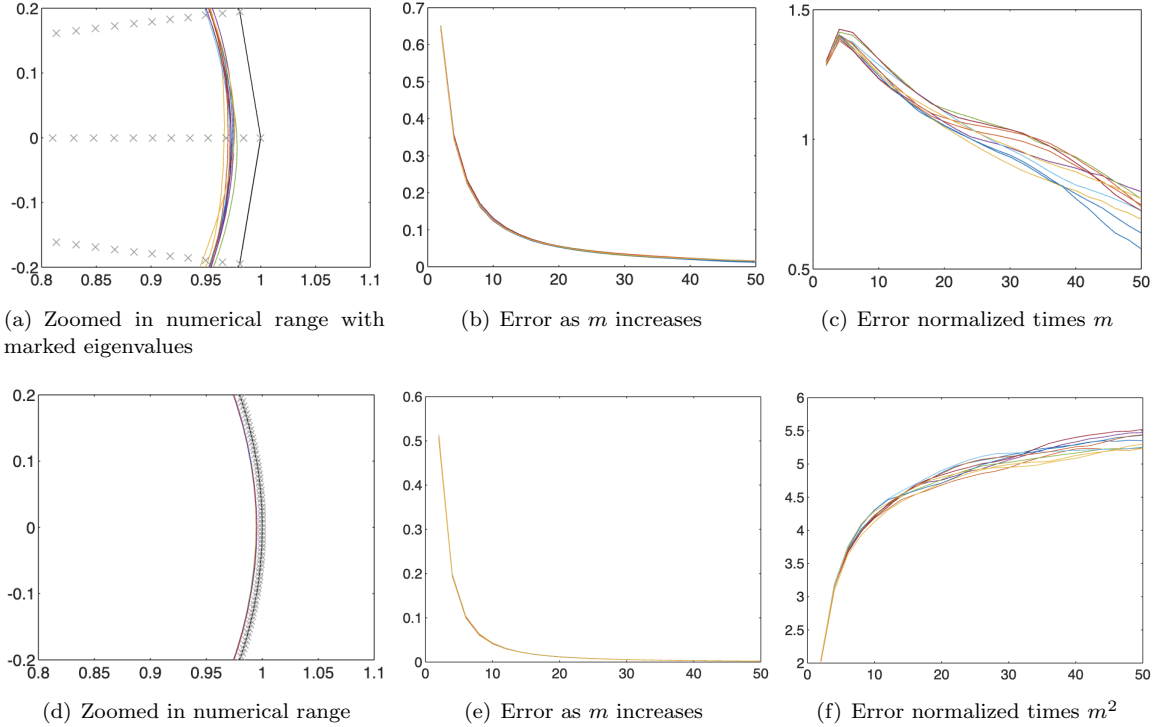 0.2
0.1
0
-0.1
-0.2
0.8 0.85 0.9 0.95 1 1.05 1.1
(a) Zoomed in numerical range with
marked eigenvalues
0.7
0.6
0.5
0.4
0.3
0.2
0.1
0
0 10 20 30 40 50
(b) Error as m increases
1.5
1
0.5
0 10 20 30 40 50
(c) Error normalized times m
0.2
0.1
0
-0.1
-0.2
0.8 0.85 0.9 0.95 1 1.05 1.1
(d) Zoomed in numerical range
0.6
0.5
0.4
0.3
0.2
0.1
0
0 10 20 30 40 50
(e) Error as m increases
6
5.5
5
4.5
4
3.5
3
2.5
2
0 10 20 30 40 50
(f) Error normalized times m²